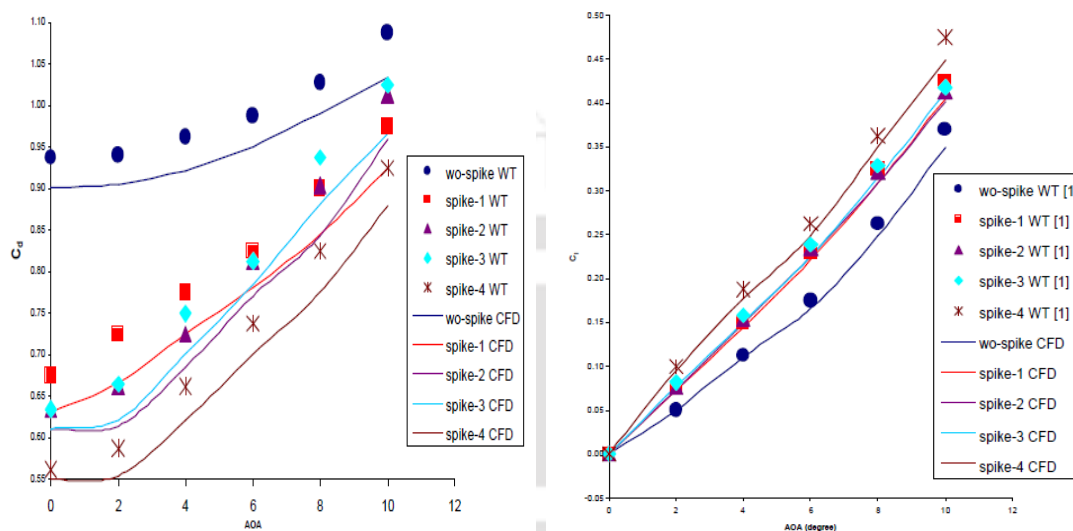 1.10
1.05
1.00
0.95
0.90
0.85
0.80
0.75
0.70
0.65
0.60
0.55
Cd
0 2 4 6 8 10 12
AOA
wo-spike WT
spike-1 WT
spike-2 WT
spike-3 WT
spike-4 WT
wo-spike CFD
spike-1 CFD
spike-2 CFD
spike-3 CFD
spike-4 CFD
0.50
0.45
0.40
0.35
0.30
0.25
0.20
0.15
0.10
0.05
0.00
-0.05
0 2 4 6 8 10 12
AOA (degree)
wo-spike WT [1
spike-1 WT [1]
spike-2 WT [1]
spike-3 WT [1]
spike-4 WT [1]
wo-spike CFD
spike-1 CFD
spike-2 CFD
spike-3 CFD
spike-4 CFD